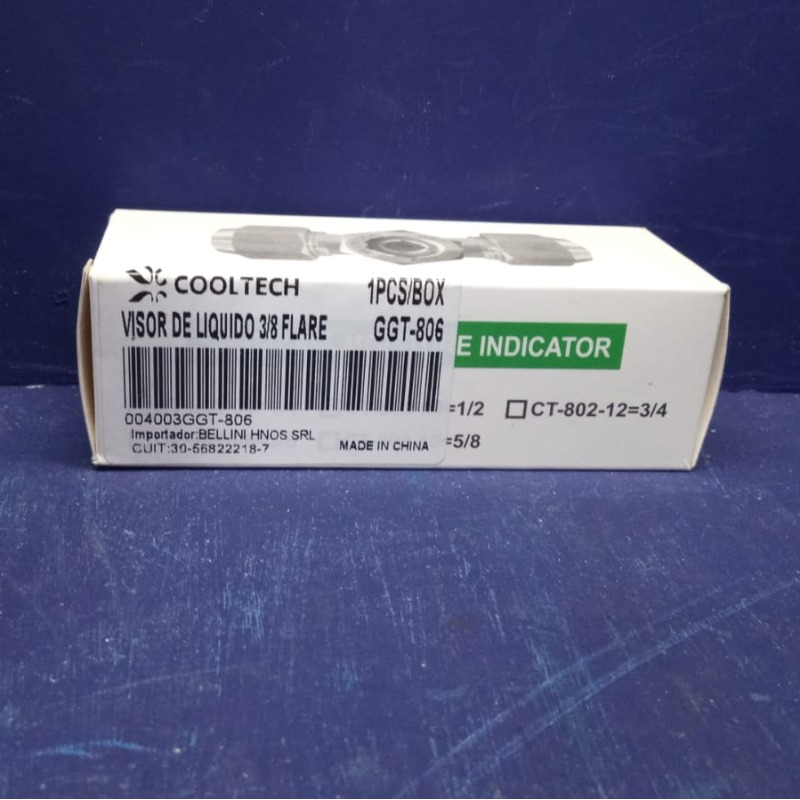 COOLTECH 1PCS/BOX
VISOR DE LIQUIDO 3/8 FLARE GGT-806
004003GGT-806
Importador:BELLINI HNOS SRL
CUIT:30-56822218-7 MADE IN CHINA
E INDICATOR
=1/2 CT-802-12=3/4
=5/8